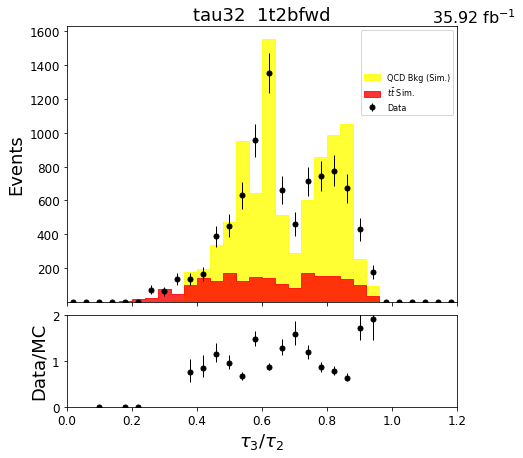 tau32 1t2bfwd
35.92 fb⁻¹
1600
1400
1200
1000
800
600
400
200
Events
QCD Bkg (Sim.)
tt̄ Sim.
Data
2
1
0
Data/MC
0.0 0.2 0.4 0.6 0.8 1.0 1.2
τ₃/τ₂